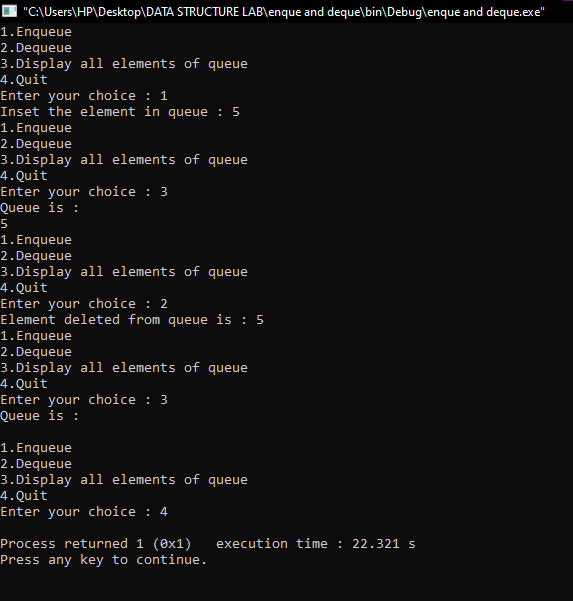 "C:\Users\HP\Desktop\DATA STRUCTURE LAB\enque and deque\bin\Debug\enque and deque.exe"
1.Enqueue
2.Dequeue
3.Display all elements of queue
4.Quit
Enter your choice : 1
Inset the element in queue : 5
1.Enqueue
2.Dequeue
3.Display all elements of queue
4.Quit
Enter your choice : 3
Queue is :
5
1.Enqueue
2.Dequeue
3.Display all elements of queue
4.Quit
Enter your choice : 2
Element deleted from queue is : 5
1.Enqueue
2.Dequeue
3.Display all elements of queue
4.Quit
Enter your choice : 3
Queue is :
1.Enqueue
2.Dequeue
3.Display all elements of queue
4.Quit
Enter your choice : 4
Process returned 1 (0x1)   execution time : 22.321 s
Press any key to continue.